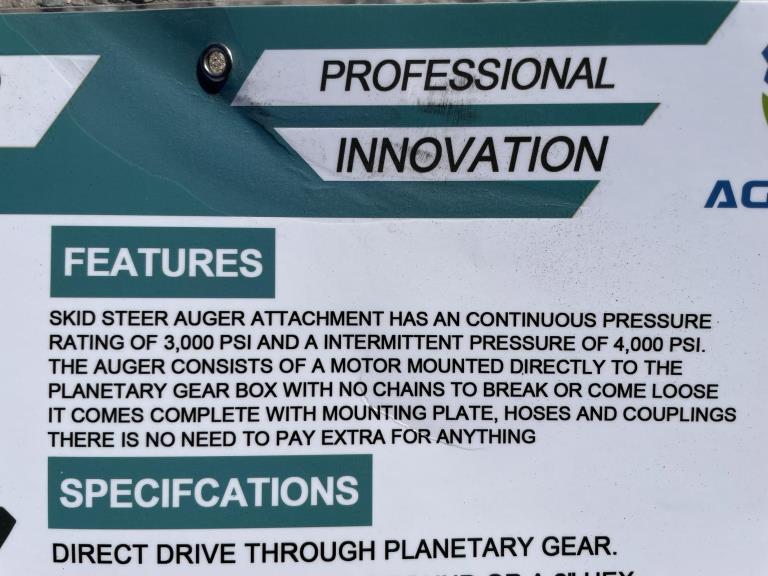 PROFESSIONAL
INNOVATION
AG
FEATURES
SKID STEER AUGER ATTACHMENT HAS AN CONTINUOUS PRESSURE
RATING OF 3,000 PSI AND A INTERMITTENT PRESSURE OF 4,000 PSI.
THE AUGER CONSISTS OF A MOTOR MOUNTED DIRECTLY TO THE
PLANETARY GEAR BOX WITH NO CHAINS TO BREAK OR COME LOOSE
IT COMES COMPLETE WITH MOUNTING PLATE, HOSES AND COUPLINGS
THERE IS NO NEED TO PAY EXTRA FOR ANYTHING
SPECIFCATIONS
DIRECT DRIVE THROUGH PLANETARY GEAR.